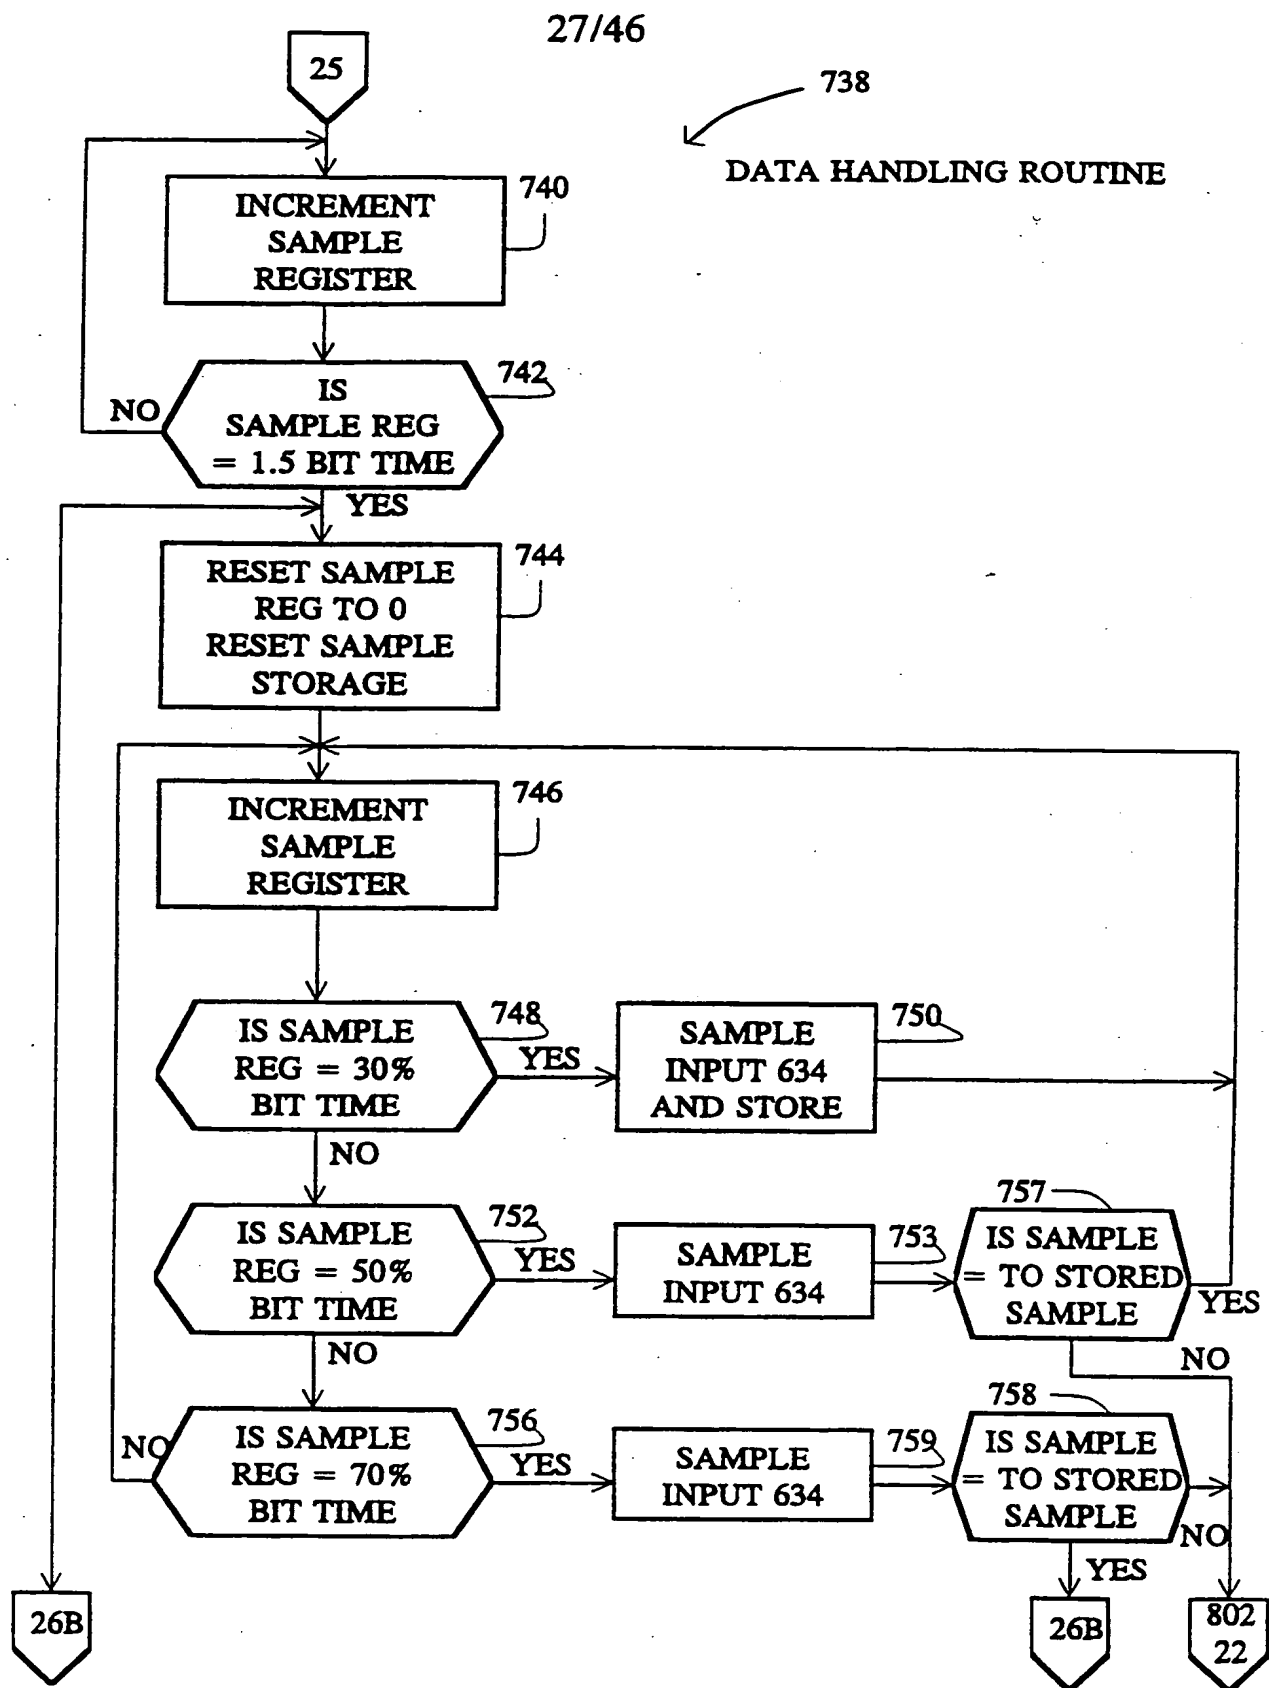 27/46
25
738
DATA HANDLING ROUTINE
740
INCREMENT
SAMPLE
REGISTER
742
IS
SAMPLE REG
= 1.5 BIT TIME
NO
YES
744
RESET SAMPLE
REG TO 0
RESET SAMPLE
STORAGE
746
INCREMENT
SAMPLE
REGISTER
748
IS SAMPLE
REG = 30%
BIT TIME
YES
NO
750
SAMPLE
INPUT 634
AND STORE
752
IS SAMPLE
REG = 50%
BIT TIME
YES
NO
753
SAMPLE
INPUT 634
757
IS SAMPLE
= TO STORED
SAMPLE
YES
NO
756
IS SAMPLE
REG = 70%
BIT TIME
NO
YES
759
SAMPLE
INPUT 634
758
IS SAMPLE
= TO STORED
SAMPLE
NO
YES
26B
26B
802
22